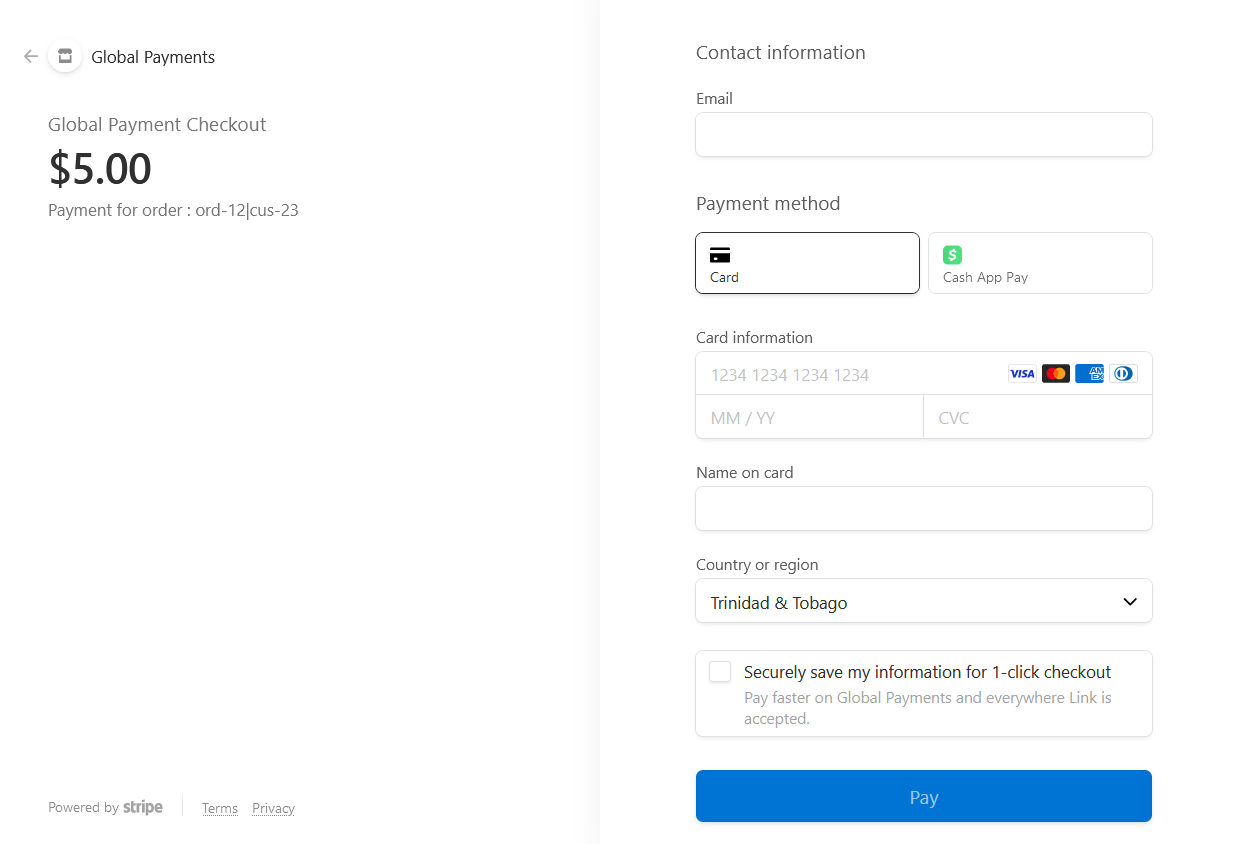 Global Payments
Global Payment Checkout
$5.00
Payment for order : ord-12|cus-23
Powered by stripe
Terms
Privacy
Contact information
Email
Payment method
Card
Cash App Pay
Card information
1234 1234 1234 1234
VISA
AM EX
MM / YY
CVC
Name on card
Country or region
Trinidad & Tobago
Securely save my information for 1-click checkout
Pay faster on Global Payments and everywhere Link is
accepted.
Pay